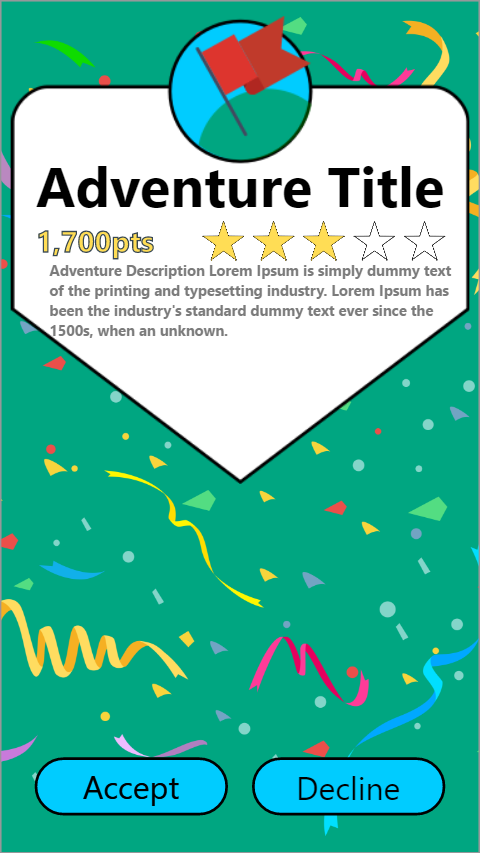 Adventure Title
1,700pts
Adventure Description Lorem Ipsum is simply dummy text
of the printing and typesetting industry. Lorem Ipsum has
been the industry's standard dummy text ever since the
1500s, when an unknown.
Accept
Decline